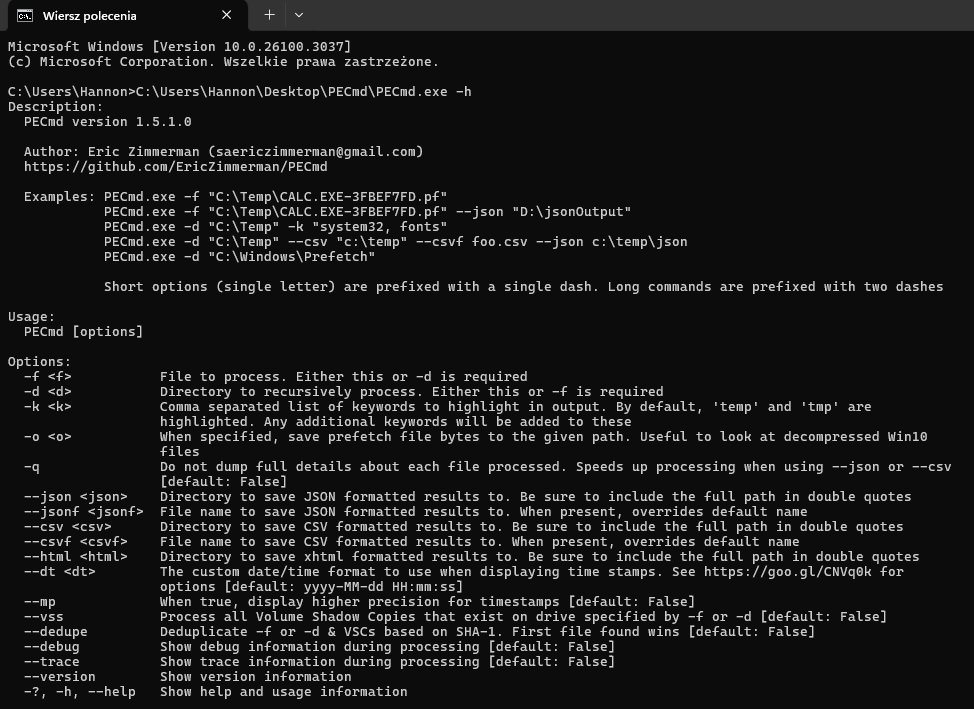 Wiersz polecenia
Microsoft Windows [Version 10.0.26100.3037]
(c) Microsoft Corporation. Wszelkie prawa zastrzeżone.
C:\Users\Hannon>C:\Users\Hannon\Desktop\PECmd\PECmd.exe -h
Description:
PECmd version 1.5.1.0
Author: Eric Zimmerman (saericzimmerman@gmail.com)
https://github.com/EricZimmerman/PECmd
Examples: PECmd.exe -f "C:\Temp\CALC.EXE-3FBEF7FD.pf"
PECmd.exe -f "C:\Temp\CALC.EXE-3FBEF7FD.pf" --json "D:\jsonOutput"
PECmd.exe -d "C:\Temp" -k "system32, fonts"
PECmd.exe -d "C:\Temp" --csv "c:\temp" --csvf foo.csv --json c:\temp\json
PECmd.exe -d "C:\Windows\Prefetch"
Short options (single letter) are prefixed with a single dash. Long commands are prefixed with two dashes
Usage:
PECmd [options]
Options:
-f <f> File to process. Either this or -d is required
-d <d> Directory to recursively process. Either this or -f is required
-k <k> Comma separated list of keywords to highlight in output. By default, 'temp' and 'tmp' are
highlighted. Any additional keywords will be added to these
-o <o> When specified, save prefetch file bytes to the given path. Useful to look at decompressed Win10
files
-q Do not dump full details about each file processed. Speeds up processing when using --json or --csv
[default: False]
--json <json> Directory to save JSON formatted results to. Be sure to include the full path in double quotes
--jsonf <jsonf> File name to save JSON formatted results to. When present, overrides default name
--csv <csv> Directory to save CSV formatted results to. Be sure to include the full path in double quotes
--csvf <csvf> File name to save CSV formatted results to. When present, overrides default name
--html <html> Directory to save xhtml formatted results to. Be sure to include the full path in double quotes
--dt <dt> The custom date/time format to use when displaying time stamps. See https://goo.gl/CNVq0k for
options [default: yyyy-MM-dd HH:mm:ss]
--mp When true, display higher precision for timestamps [default: False]
--vss Process all Volume Shadow Copies that exist on drive specified by -f or -d [default: False]
--dedupe Deduplicate -f or -d & VSCs based on SHA-1. First file found wins [default: False]
--debug Show debug information during processing [default: False]
--trace Show trace information during processing [default: False]
--version Show version information
-?, -h, --help Show help and usage information